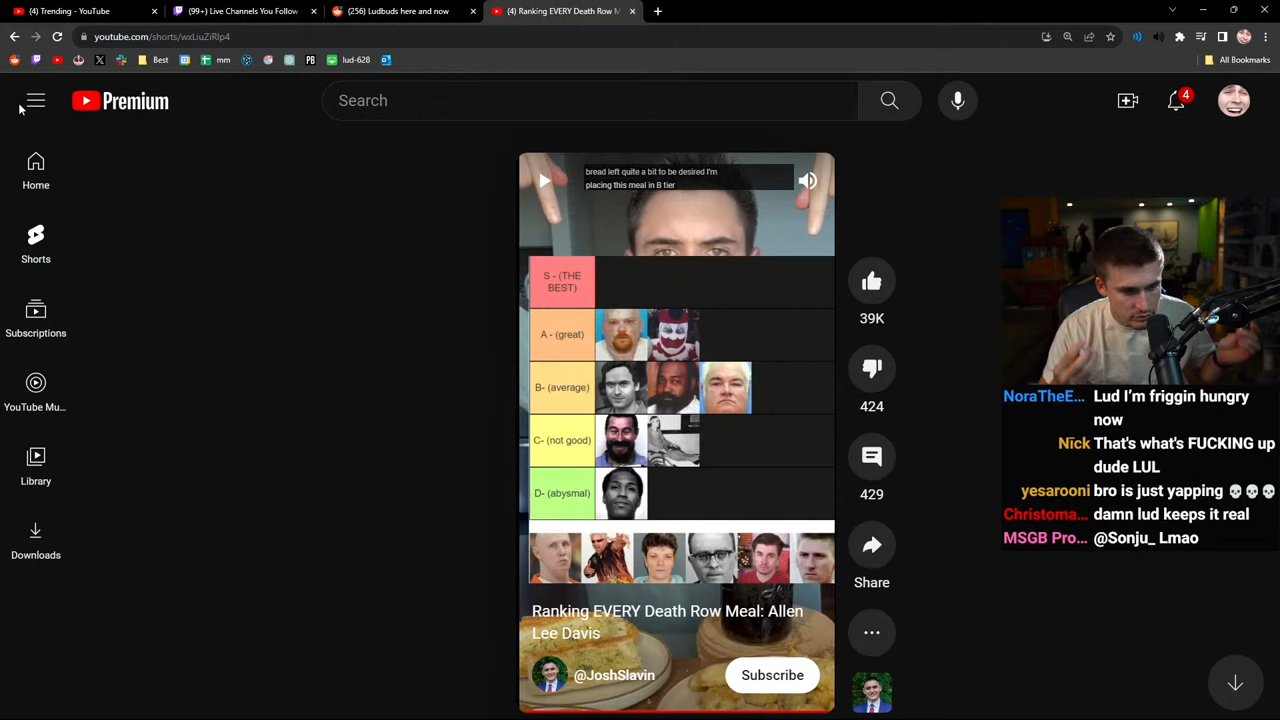 (4) YouTube
(99+) Live Channels You Follow
(256) Ludbuds here and now
(4) Ranking EVERY Death Row M
youtube.com/shorts/wxLiuZiRlp4
Best
mm
PB
lud-628
All Bookmarks
Premium
Search
4
Home
Shorts
Subscriptions
YouTube Mu...
Library
Downloads
bread left quite a bit to be desired I'm
placing this meal in B tier
S - (THE
BEST)
A - (great)
B- (average)
C- (not good)
D- (abysmal)
Ranking EVERY Death Row Meal: Allen
Lee Davis
@JoshSlavin
Subscribe
39K
424
429
Share
NoraTheE... Lud I'm friggin hungry
now
Nīck That's what's FUCKING up
dude LUL
yesarooni bro is just yapping
Christoma... damn lud keeps it real
MSGB Pro... @Sonju_ Lmao